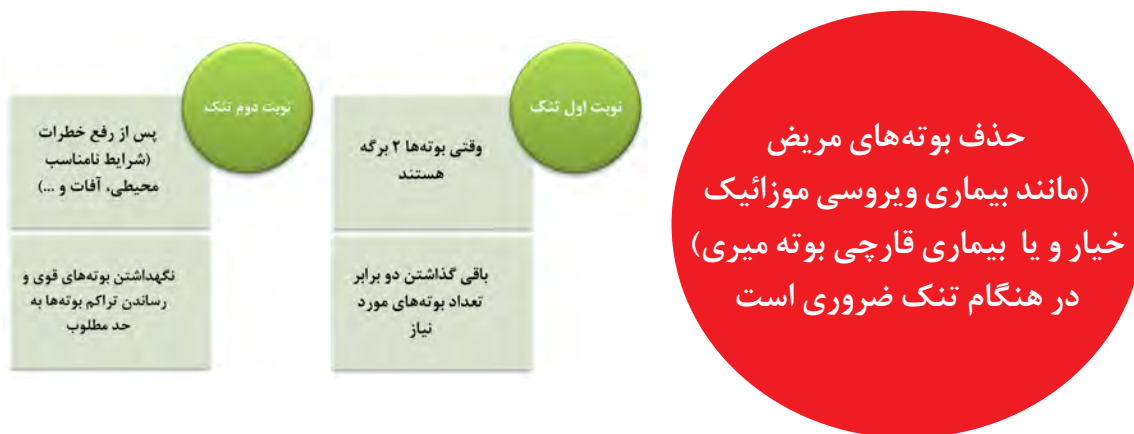 حذف بوته‌های مریض
(مانند بیماری ویروسی موزائیک
خیار و یا بیماری قارچی بوته میری)
در هنگام تنک ضروری است
نوبت اول تنک
وقتی بوته‌ها ۲ برگه
هستند
باقی گذاشتن دو برابر
تعداد بوته‌های مورد
نیاز
نوبت دوم تنک
پس از رفع خطرات
(شرایط نامناسب
محیطی، آفات و ...)
نگهداشتن بوته‌های قوی و
رساندن تراکم بوته‌ها به
حد مطلوب